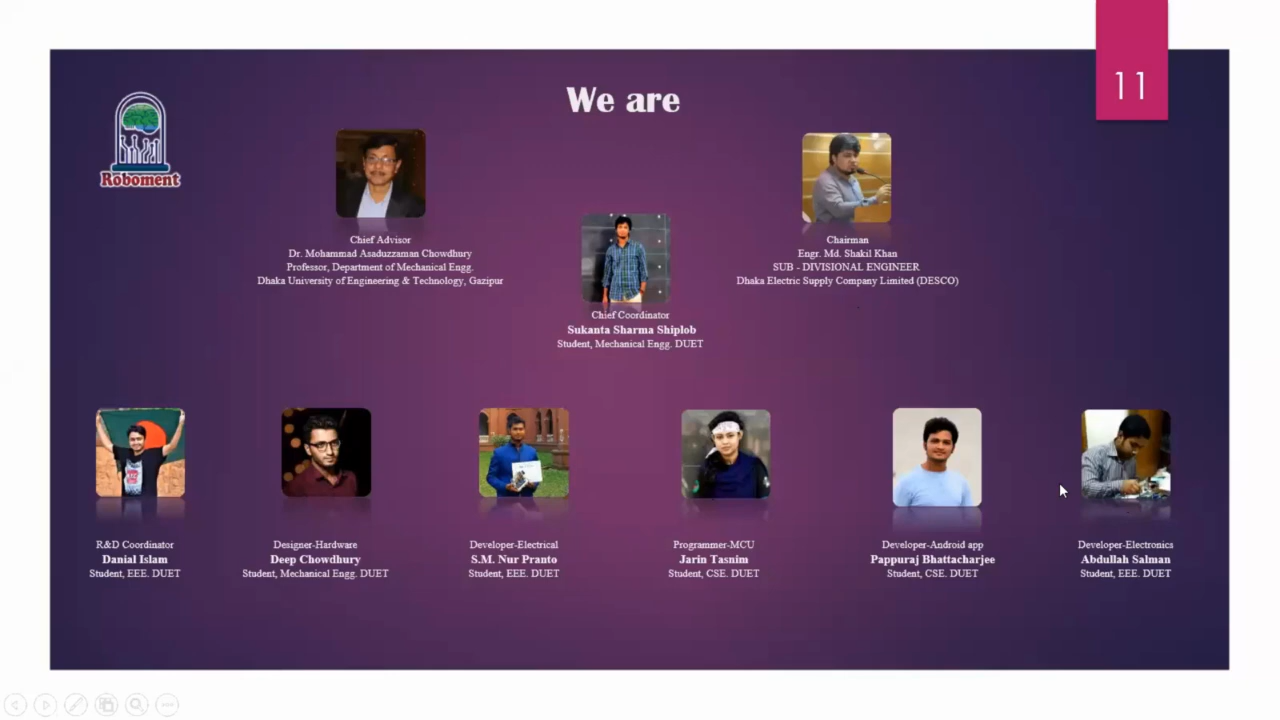 11
We are
Roboment
Chief Advisor
Dr. Mohammad Asaduzzaman Chowdhury
Professor, Department of Mechanical Engg.
Dhaka University of Engineering & Technology, Gazipur
Chairman
Engr. Md. Shakil Khan
SUB - DIVISIONAL ENGINEER
Dhaka Electric Supply Company Limited (DESCO)
Chief Coordinator
Sukanta Sharma Shiplob
Student, Mechanical Engg. DUET
R&D Coordinator
Danial Islam
Student, EEE. DUET
Designer-Hardware
Deep Chowdhury
Student, Mechanical Engg. DUET
Developer-Electrical
S.M. Nur Pranto
Student, EEE. DUET
Programmer-MCU
Jarin Tasnim
Student, CSE. DUET
Developer-Android app
Pappuraj Bhattacharjee
Student, CSE. DUET
Developer-Electronics
Abdullah Salman
Student, EEE. DUET